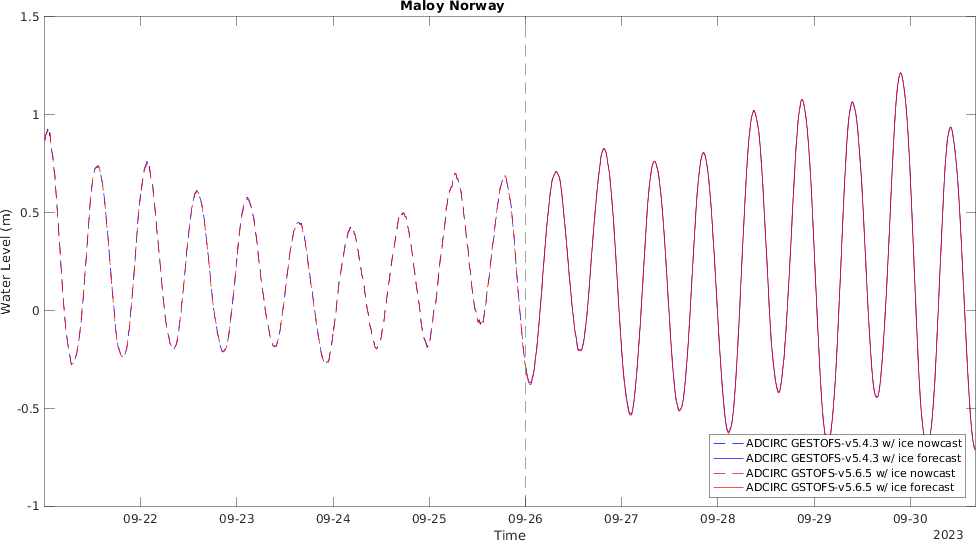 Maloy Norway
1.5
1
0.5
0
-0.5
-1
Water Level (m)
09-22 09-23 09-24 09-25 09-26 09-27 09-28 09-29 09-30
Time
2023
ADCIRC GESTOFS-v5.4.3 w/ ice nowcast
ADCIRC GESTOFS-v5.4.3 w/ ice forecast
ADCIRC GSTOFS-v5.6.5 w/ ice nowcast
ADCIRC GSTOFS-v5.6.5 w/ ice forecast